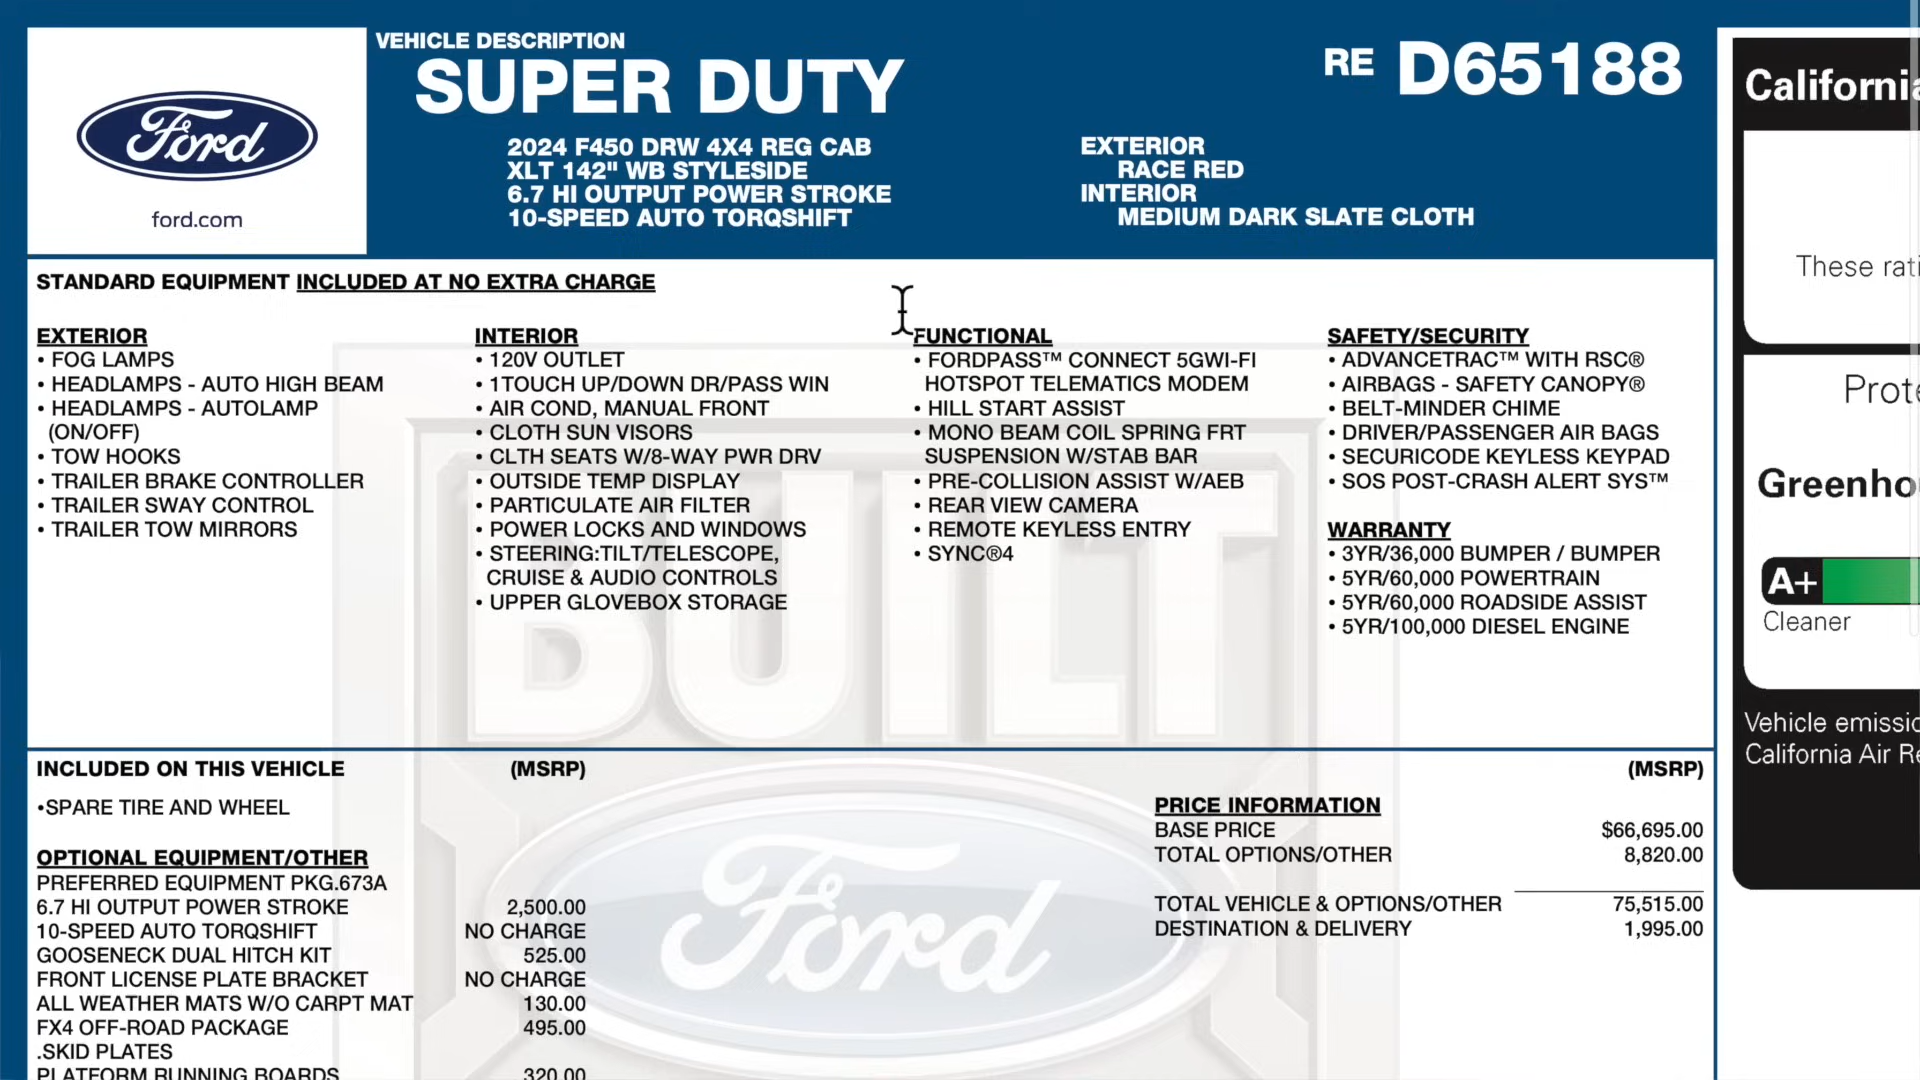 Ford
ford.com
VEHICLE DESCRIPTION
SUPER DUTY
2024 F450 DRW 4X4 REG CAB
XLT 142" WB STYLESIDE
6.7 HI OUTPUT POWER STROKE
10-SPEED AUTO TORQSHIFT
RE D65188
EXTERIOR
RACE RED
INTERIOR
MEDIUM DARK SLATE CLOTH
STANDARD EQUIPMENT INCLUDED AT NO EXTRA CHARGE
EXTERIOR
• FOG LAMPS
• HEADLAMPS - AUTO HIGH BEAM
• HEADLAMPS - AUTOLAMP
(ON/OFF)
• TOW HOOKS
• TRAILER BRAKE CONTROLLER
• TRAILER SWAY CONTROL
• TRAILER TOW MIRRORS
INTERIOR
• 120V OUTLET
• 1TOUCH UP/DOWN DR/PASS WIN
• AIR COND, MANUAL FRONT
• CLOTH SUN VISORS
• CLTH SEATS W/8-WAY PWR DRV
• OUTSIDE TEMP DISPLAY
• PARTICULATE AIR FILTER
• POWER LOCKS AND WINDOWS
• STEERING:TILT/TELESCOPE,
CRUISE & AUDIO CONTROLS
• UPPER GLOVEBOX STORAGE
FUNCTIONAL
• FORDPASS™ CONNECT 5GWI-FI
HOTSPOT TELEMATICS MODEM
• HILL START ASSIST
• MONO BEAM COIL SPRING FRT
SUSPENSION W/STAB BAR
• PRE-COLLISION ASSIST W/AEB
• REAR VIEW CAMERA
• REMOTE KEYLESS ENTRY
• SYNC®4
SAFETY/SECURITY
• ADVANCETRAC™ WITH RSC®
• AIRBAGS - SAFETY CANOPY®
• BELT-MINDER CHIME
• DRIVER/PASSENGER AIR BAGS
• SECURICODE KEYLESS KEYPAD
• SOS POST-CRASH ALERT SYS™
WARRANTY
• 3YR/36,000 BUMPER / BUMPER
• 5YR/60,000 POWERTRAIN
• 5YR/60,000 ROADSIDE ASSIST
• 5YR/100,000 DIESEL ENGINE
BUILT
Ford
INCLUDED ON THIS VEHICLE (MSRP)
•SPARE TIRE AND WHEEL
OPTIONAL EQUIPMENT/OTHER
PREFERRED EQUIPMENT PKG.673A
6.7 HI OUTPUT POWER STROKE 2,500.00
10-SPEED AUTO TORQSHIFT NO CHARGE
GOOSENECK DUAL HITCH KIT 525.00
FRONT LICENSE PLATE BRACKET NO CHARGE
ALL WEATHER MATS W/O CARPT MAT 130.00
FX4 OFF-ROAD PACKAGE 495.00
.SKID PLATES
PLATFORM RUNNING BOARDS 320.00
(MSRP)
PRICE INFORMATION
BASE PRICE $66,695.00
TOTAL OPTIONS/OTHER 8,820.00
TOTAL VEHICLE & OPTIONS/OTHER 75,515.00
DESTINATION & DELIVERY 1,995.00
California
These
A+
Cleaner
Vehicle
California Air